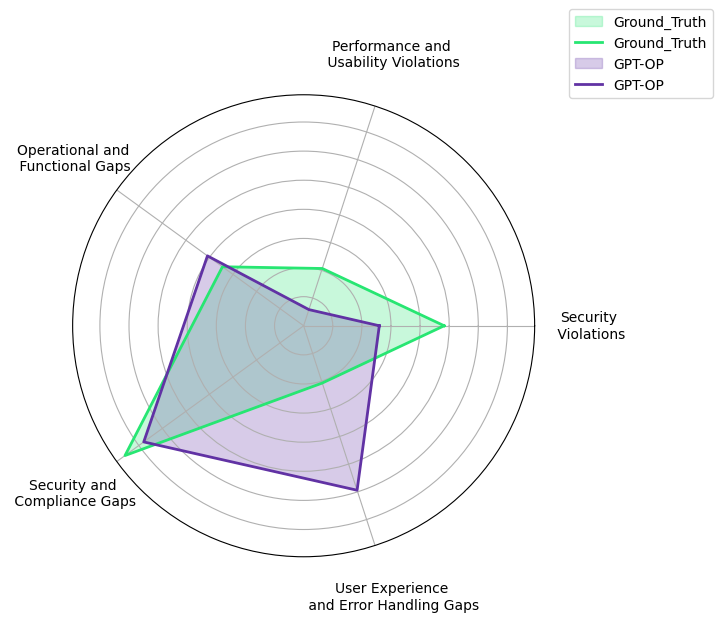 Ground_Truth
Ground_Truth
GPT-OP
GPT-OP
Performance and
Usability Violations
Operational and
Functional Gaps
Security
Violations
Security and
Compliance Gaps
User Experience
and Error Handling Gaps